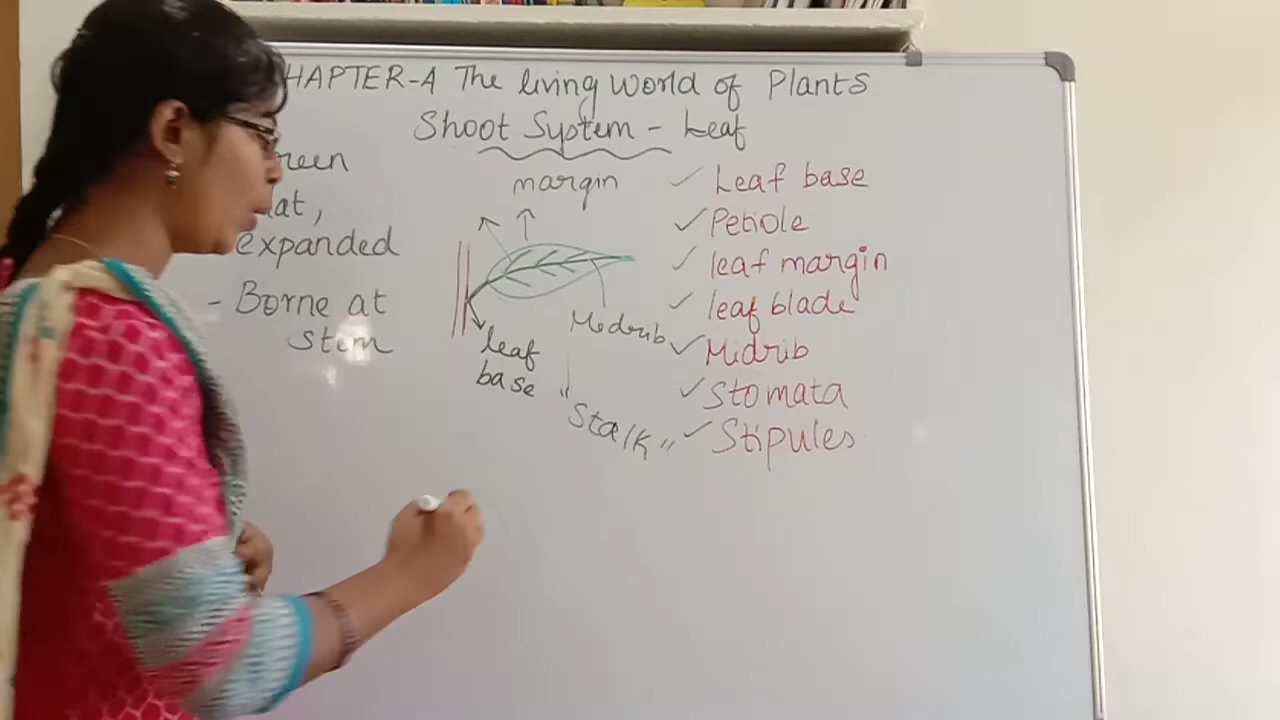 HAPTER-4 The living World of Plants
Shoot System - Leaf
reen
at,
expanded
- Borne at
stem
margin
Medrib
leaf
base
"Stalk"
✓ Leaf base
✓ Petiole
✓ leaf margin
✓ leaf blade
✓ Midrib
✓ Stomata
✓ Stipules